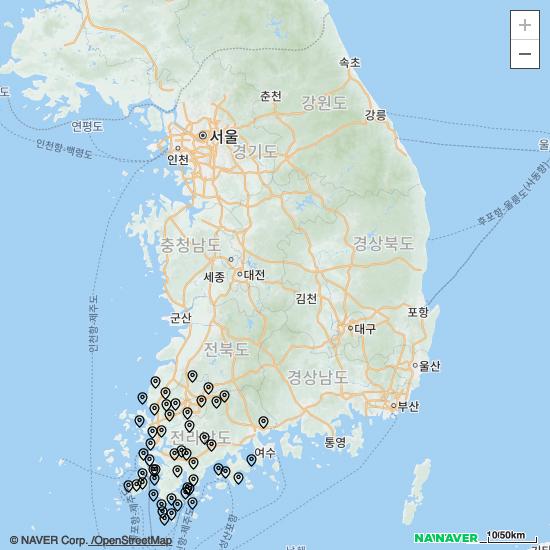 +
−
속초
춘천
강원도
강릉
도
연평도
서울
인천
경기도
울
인천항-백령도
후포항-울릉도(사동항)
충청남도
경상북도
세종
대전
인천항-제주도
김천
군산
포항
대구
전북도
울산
경상남도
부산
전라남도
여수
통영
© NAVER Corp. /OpenStreetMap
NAVER
10/50km